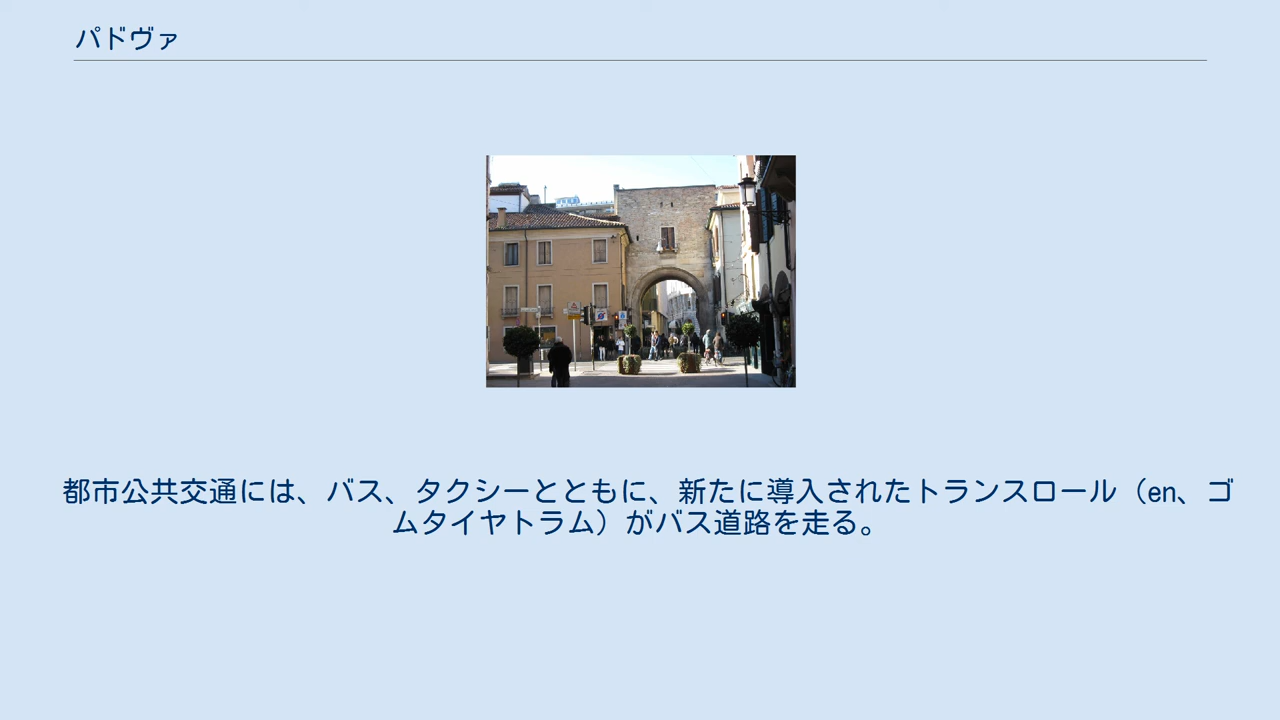 パドヴァ
都市公共交通には、バス、タクシーとともに、新たに導入されたトランスロール（en、ゴ
ムタイヤトラム）がバス道路を走る。